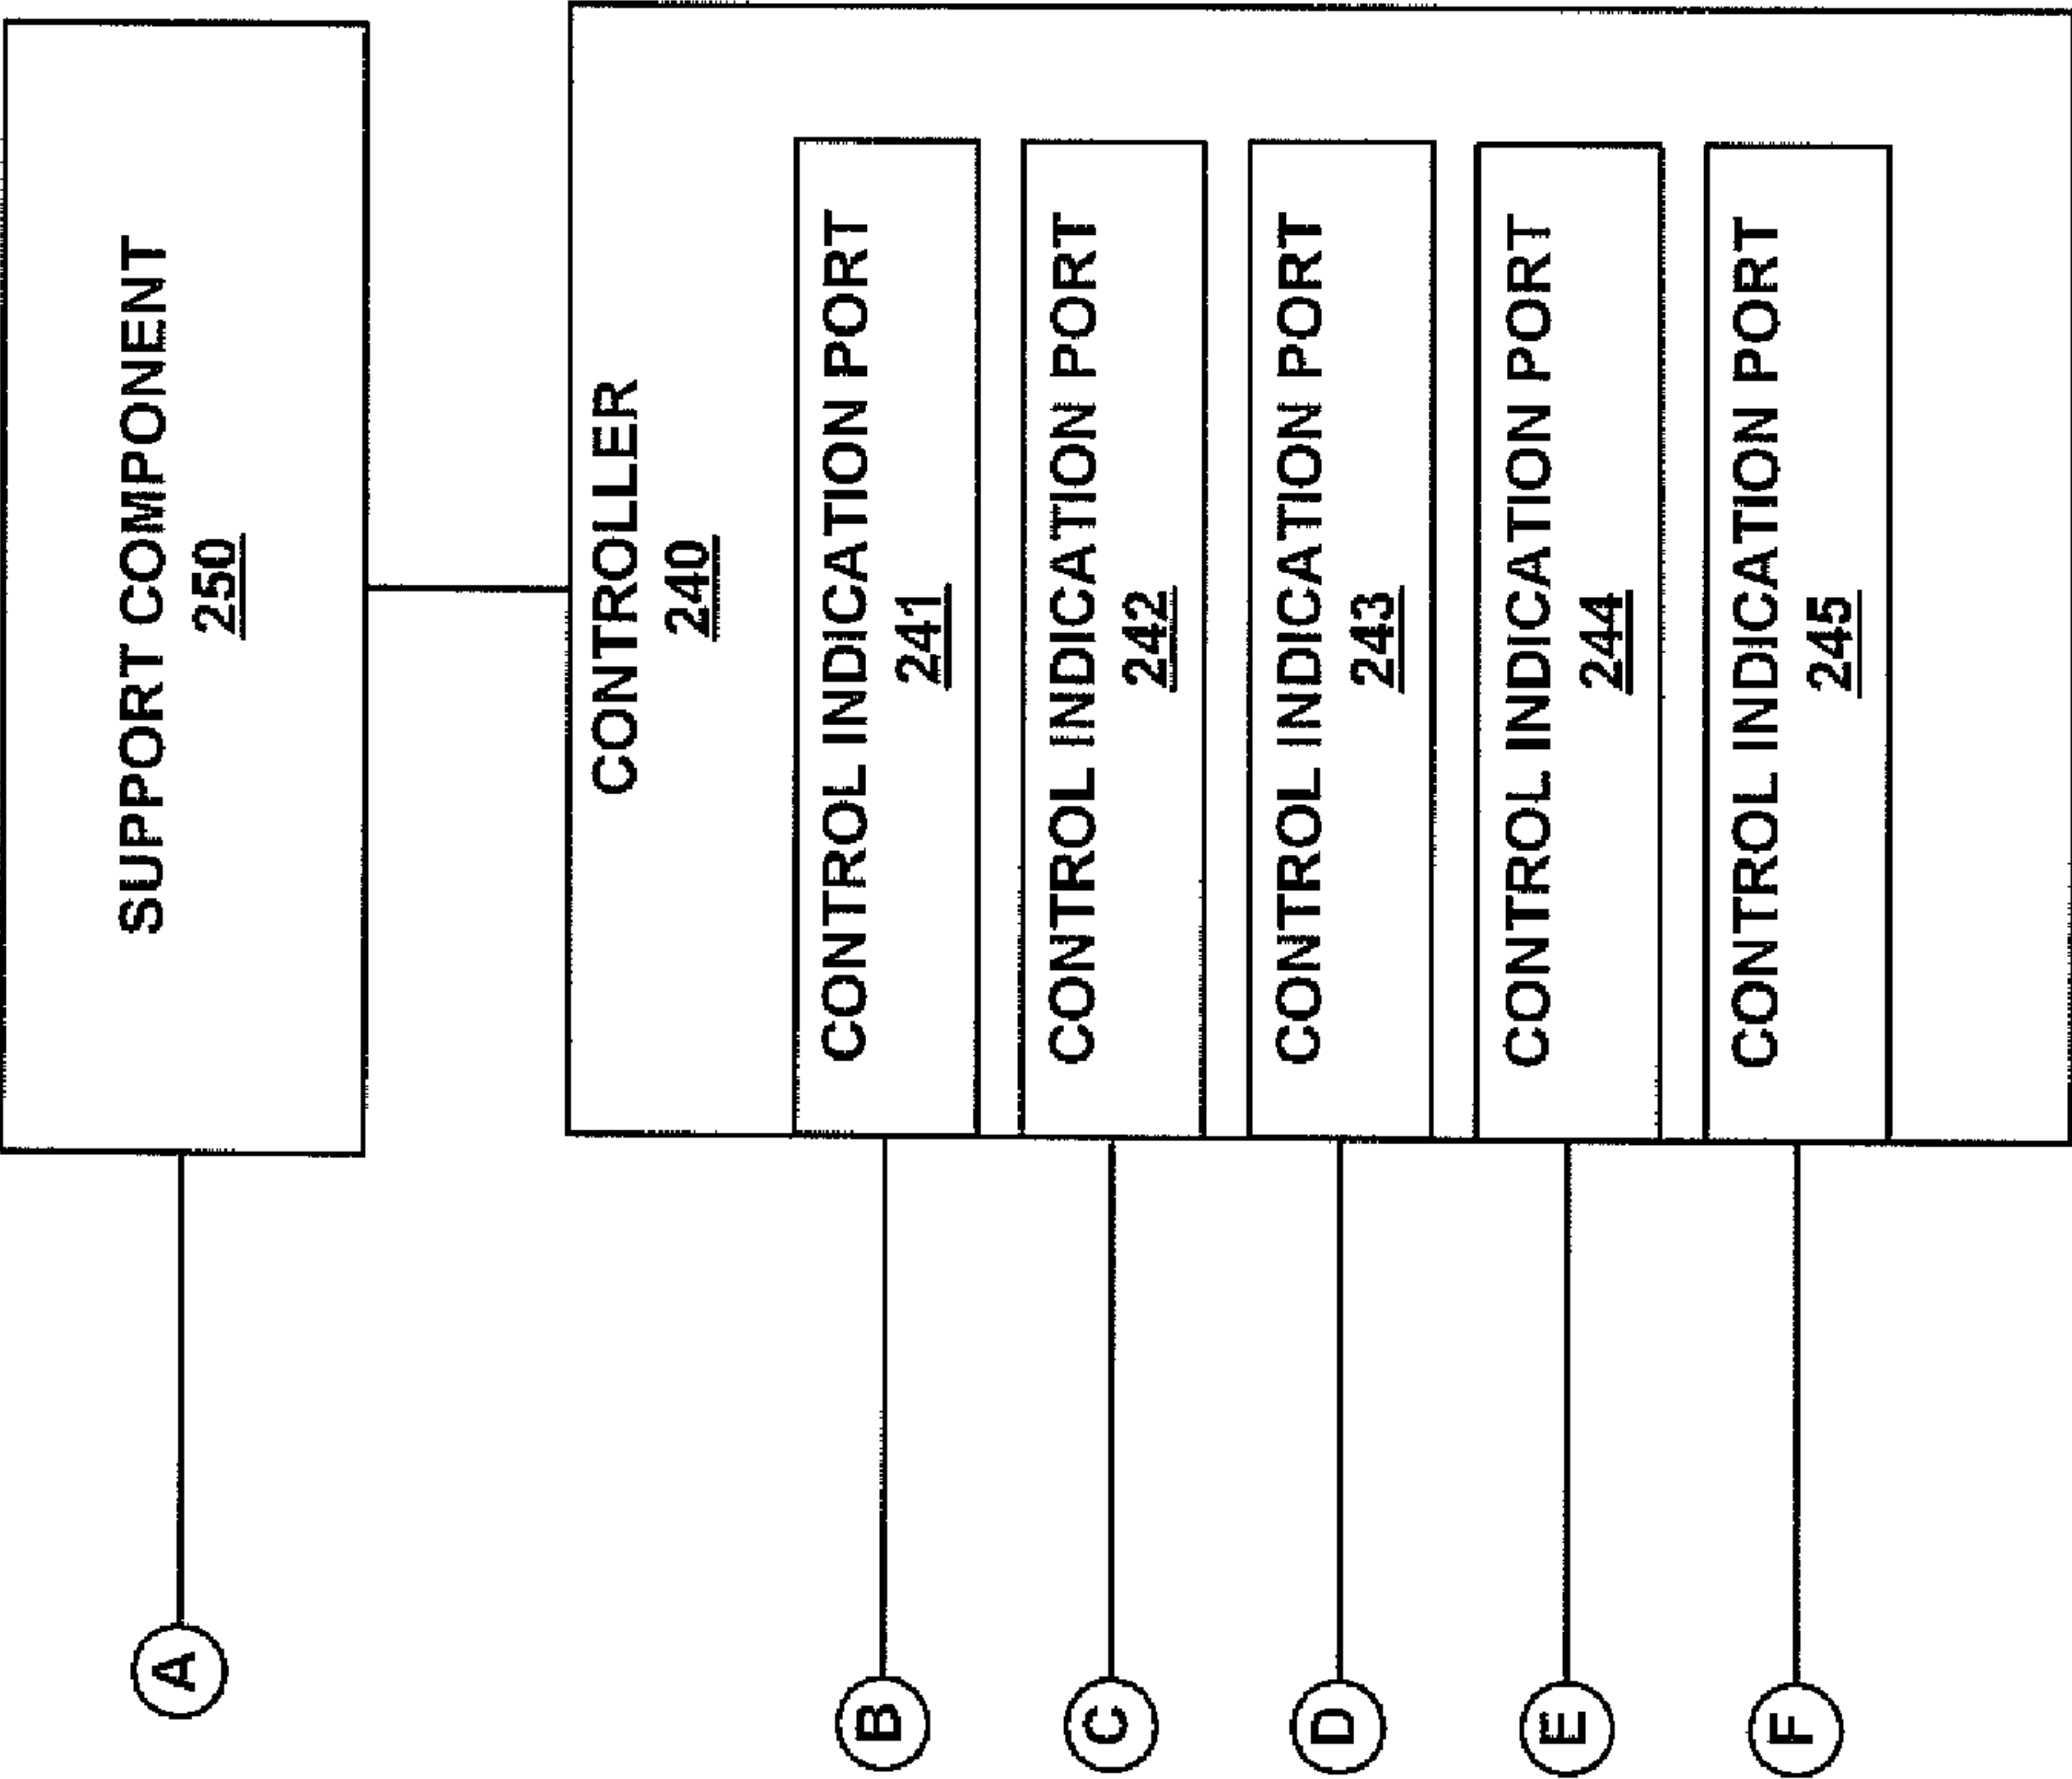 SUPPORT COMPONENT
250
CONTROLLER
240
CONTROL INDICATION PORT
241
CONTROL INDICATION PORT
242
CONTROL INDICATION PORT
243
CONTROL INDICATION PORT
244
CONTROL INDICATION PORT
245
A
B
C
D
E
F